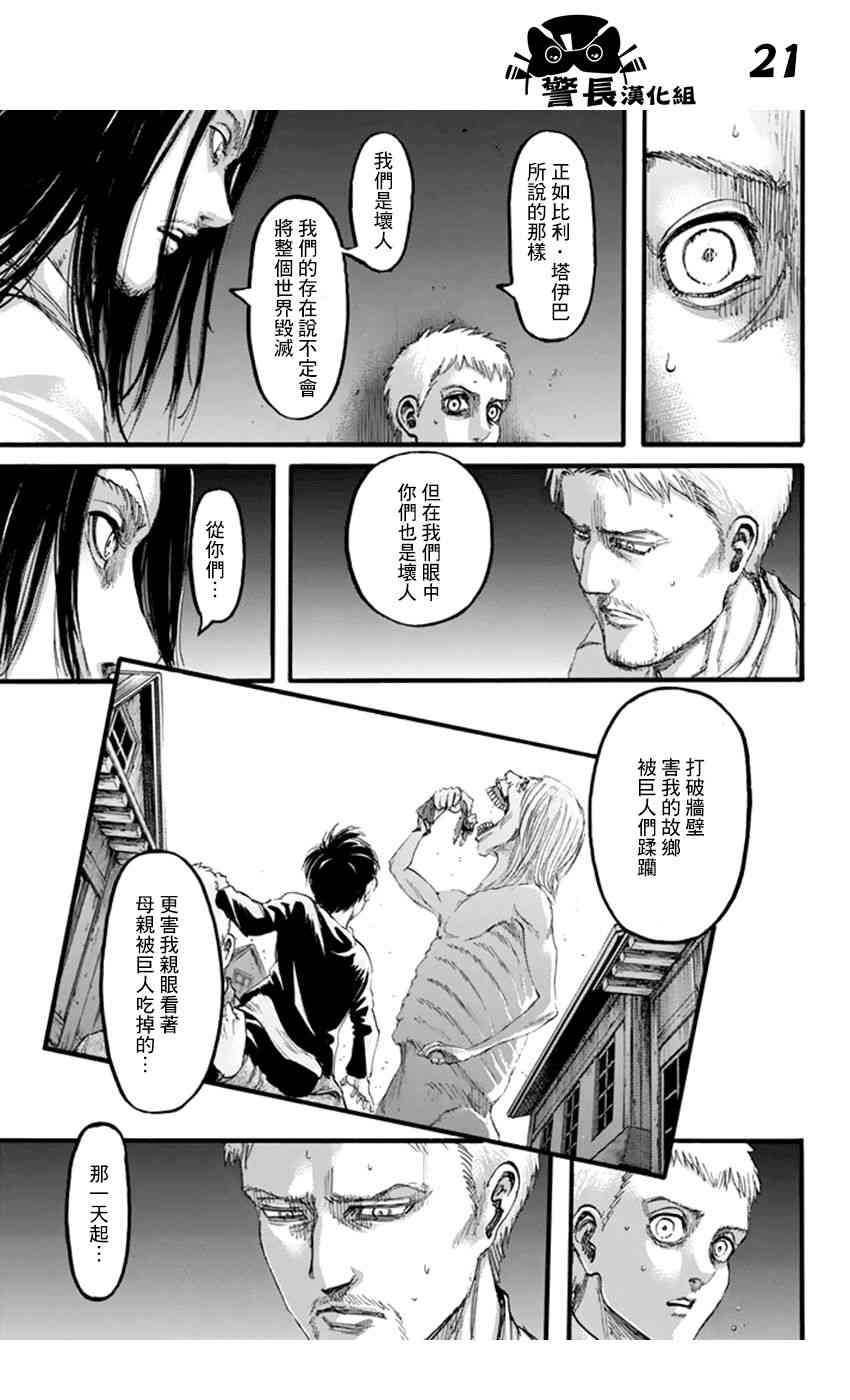 21
警長漢化組
正如比利·塔伊巴
所說的那樣
我們是壞人
我們的存在說不定會
將整個世界毀滅
但在我們眼中
你們也是壞人
從你們…
打破牆壁
害我的故鄉
被巨人們蹂躪
更害我親眼看著
母親被巨人吃掉的…
那一天起…